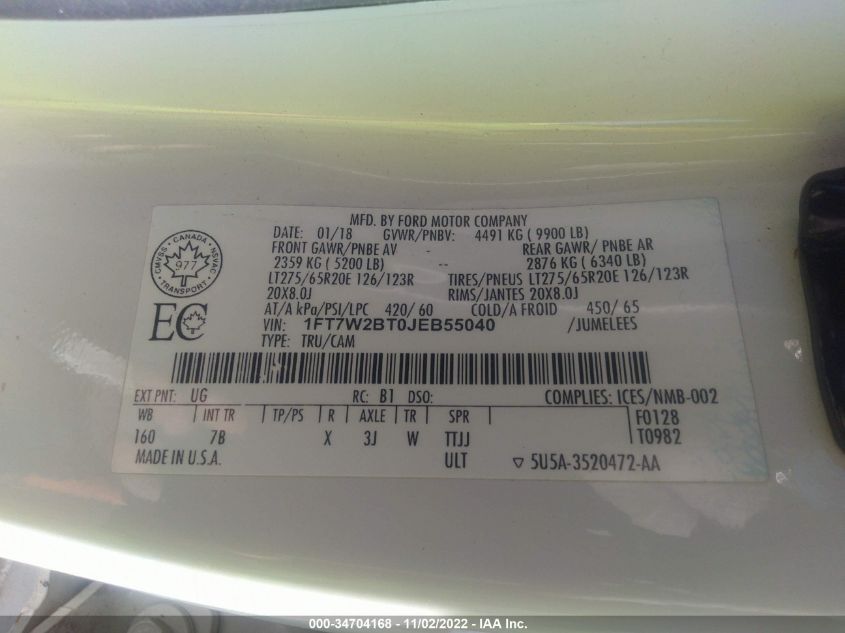 MFD. BY FORD MOTOR COMPANY
DATE: 01/18 GVWR/PNBV: 4491 KG ( 9900 LB)
FRONT GAWR/PNBE AV -- REAR GAWR/ PNBE AR
2359 KG ( 5200 LB) 2876 KG ( 6340 LB)
LT275/65R20E 126/123R TIRES/PNEUS LT275/65R20E 126/123R
20X8.0J RIMS/JANTES 20X8.0J
AT/A kPa/PSI/LPC 420/60 COLD/A FROID 450/65
VIN: 1FT7W2BT0JEB55040 /JUMELEES
TYPE: TRU/CAM
CMVSS CANADA NSVAC
977
TRANSPORT
EC
EXT PNT: UG RC: B1 DSO: COMPLIES: ICES/NMB-002
WB INT TR TP/PS R AXLE TR SPR F0128
160 7B X 3J W TTJJ T0982
MADE IN U.S.A. ULT ▽ 5U5A-3520472-AA
000-34704168 - 11/02/2022 - IAA Inc.